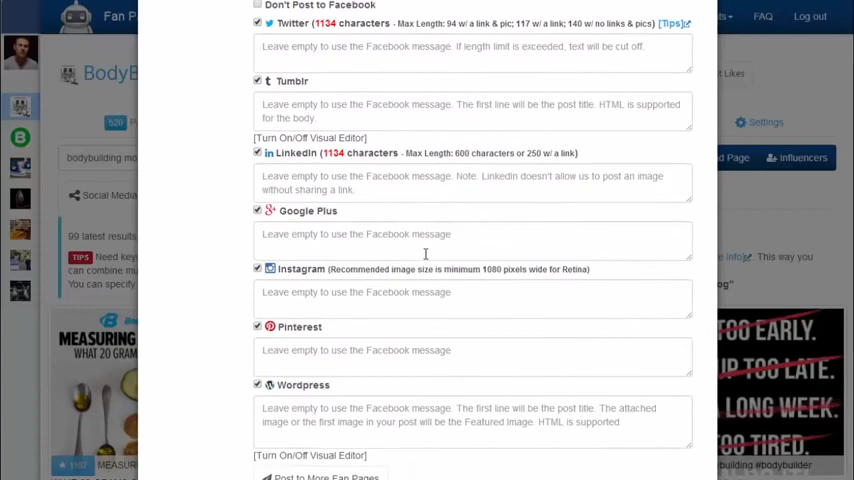 Don't Post to Facebook
Fan P
FAQ
Log out
Twitter (1134 characters - Max Length: 94 w/ a link & pic; 117 w/ a link; 140 w/ no links & pics) [Tips]
Leave empty to use the Facebook message. If length limit is exceeded, text will be cut off.
BodyB
t Likes
Tumblr
Leave empty to use the Facebook message. The first line will be the post title. HTML is supported
for the body.
520
Settings
[Turn On/Off Visual Editor]
LinkedIn (1134 characters - Max Length: 600 characters or 250 w/ a link)
bodybuilding mo
d Page
Influencers
Leave empty to use the Facebook message. Note. LinkedIn doesn't allow us to post an image
without sharing a link.
Social Media
Google Plus
Leave empty to use the Facebook message
99 latest results
TIPS Need key
can combine mu
You can specify
This way you
Instagram (Recommended image size is minimum 1080 pixels wide for Retina)
Leave empty to use the Facebook message
Pinterest
Leave empty to use the Facebook message
MEASURING
WHAT 20 GRAM
TOO EARLY.
UP TOO LATE.
A LONG WEEK.
TOO TIRED.
Wordpress
Leave empty to use the Facebook message. The first line will be the post title. The attached
image or the first image in your post will be the Featured Image. HTML is supported
[Turn On/Off Visual Editor]
1107
MEASURI
building #bodybuilder
Post to More Fan Pages